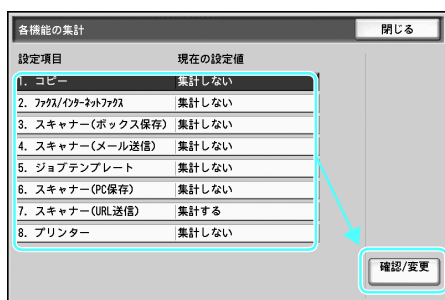 各機能の集計
閉じる
設定項目 現在の設定値
1. コピー 集計しない
2. ファクス/インターネットファクス 集計しない
3. スキャナー(ボックス保存) 集計しない
4. スキャナー(メール送信) 集計しない
5. ジョブテンプレート 集計しない
6. スキャナー(PC保存) 集計しない
7. スキャナー(URL送信) 集計する
8. プリンター 集計しない
確認/変更